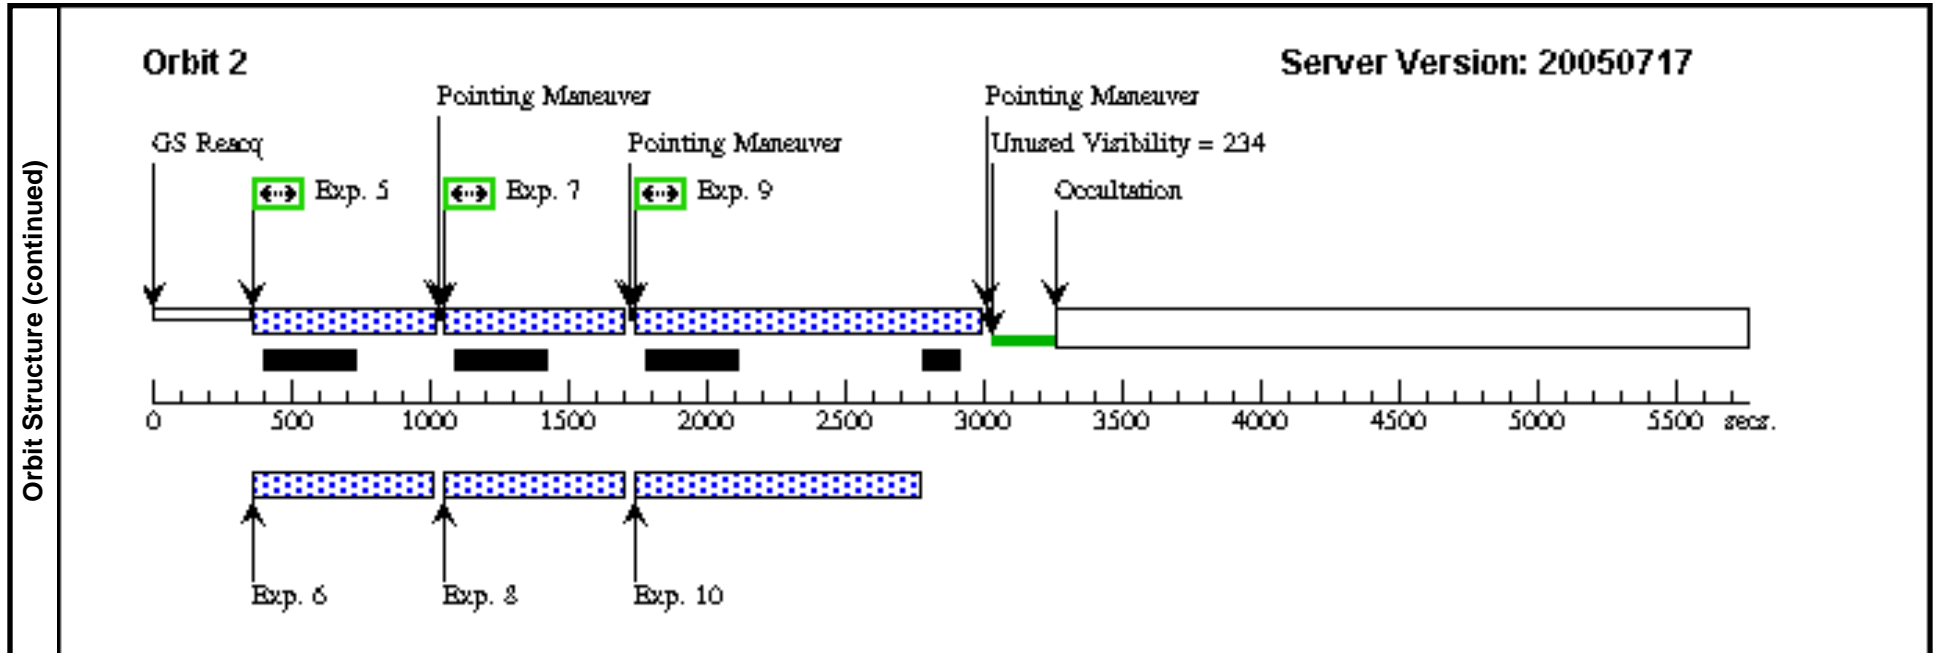 Orbit Structure (continued)
Orbit 2
Server Version: 20050717
Pointing Maneuver
Pointing Maneuver
GS Reacq
Pointing Maneuver
Unused Visibility = 234
Exp. 5
Exp. 7
Exp. 9
Occultation
0 500 1000 1500 2000 2500 3000 3500 4000 4500 5000 5500 secs.
Exp. 6
Exp. 8
Exp. 10